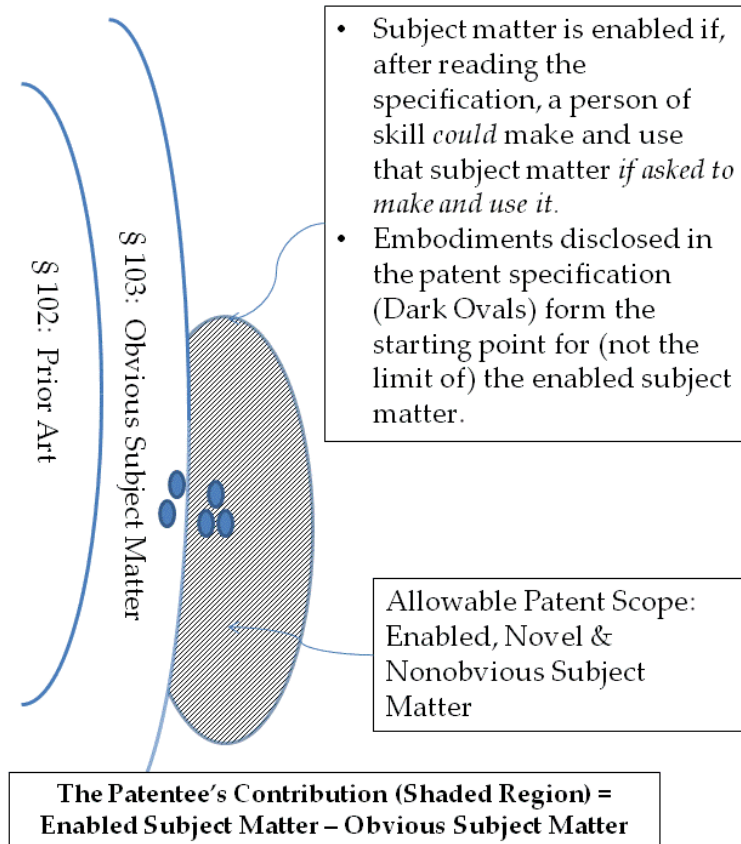 • Subject matter is enabled if,
after reading the
specification, a person of
skill could make and use
that subject matter if asked to
make and use it.
• Embodiments disclosed in
the patent specification
(Dark Ovals) form the
starting point for (not the
limit of) the enabled subject
matter.
§ 102: Prior Art
§ 103: Obvious Subject Matter
Allowable Patent Scope:
Enabled, Novel &
Nonobvious Subject
Matter
The Patentee’s Contribution (Shaded Region) =
Enabled Subject Matter – Obvious Subject Matter